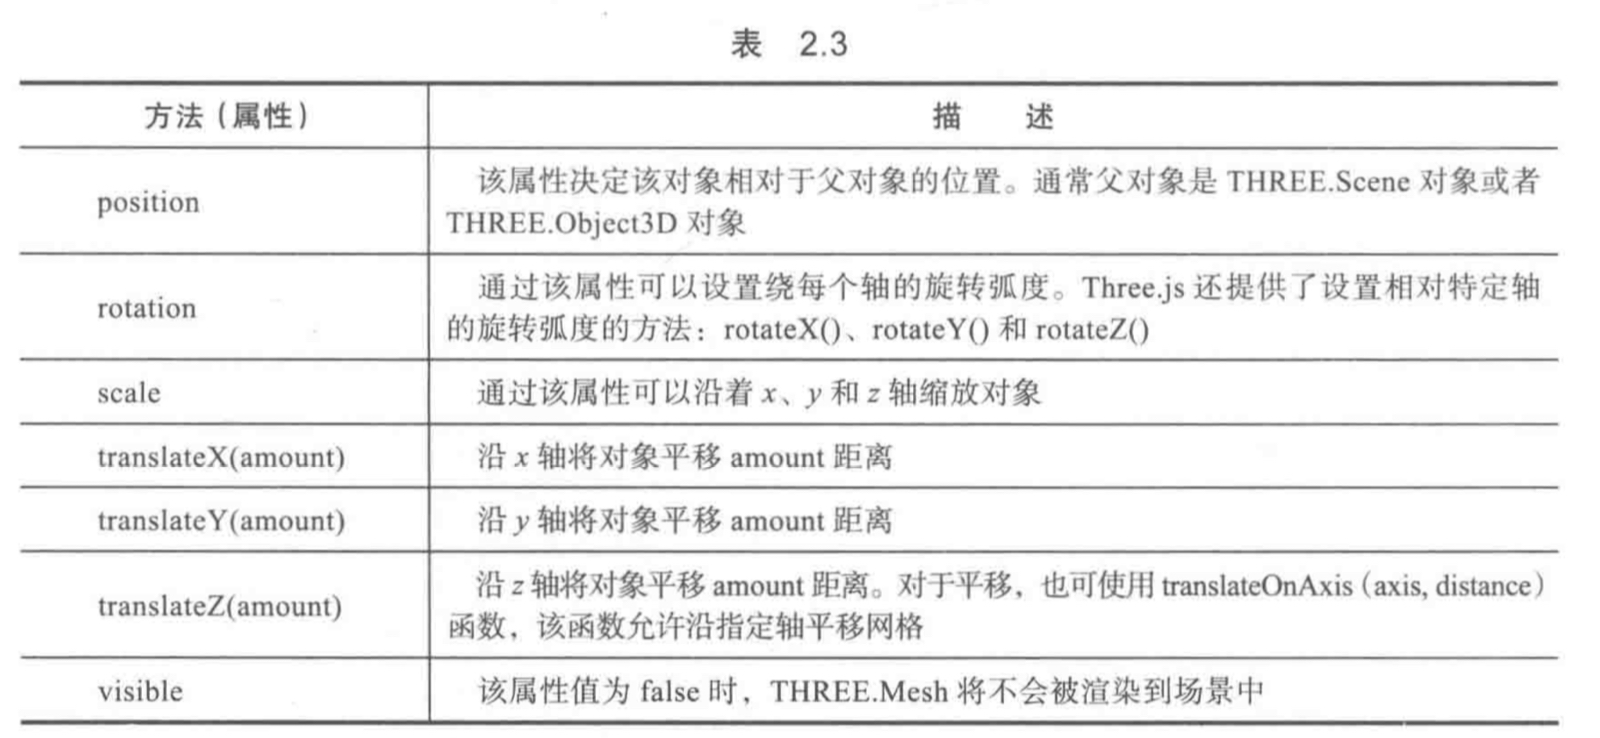 表 2.3
方法（属性）
描 述
position
该属性决定该对象相对于父对象的位置。通常父对象是 THREE.Scene 对象或者
THREE.Object3D 对象
rotation
通过该属性可以设置绕每个轴的旋转弧度。Three.js 还提供了设置相对特定轴
的旋转弧度的方法：rotateX()、rotateY() 和 rotateZ()
scale
通过该属性可以沿着 x、y 和 z 轴缩放对象
translateX(amount)
沿 x 轴将对象平移 amount 距离
translateY(amount)
沿 y 轴将对象平移 amount 距离
translateZ(amount)
沿 z 轴将对象平移 amount 距离。对于平移，也可使用 translateOnAxis（axis, distance）
函数，该函数允许沿指定轴平移网格
visible
该属性值为 false 时，THREE.Mesh 将不会被渲染到场景中